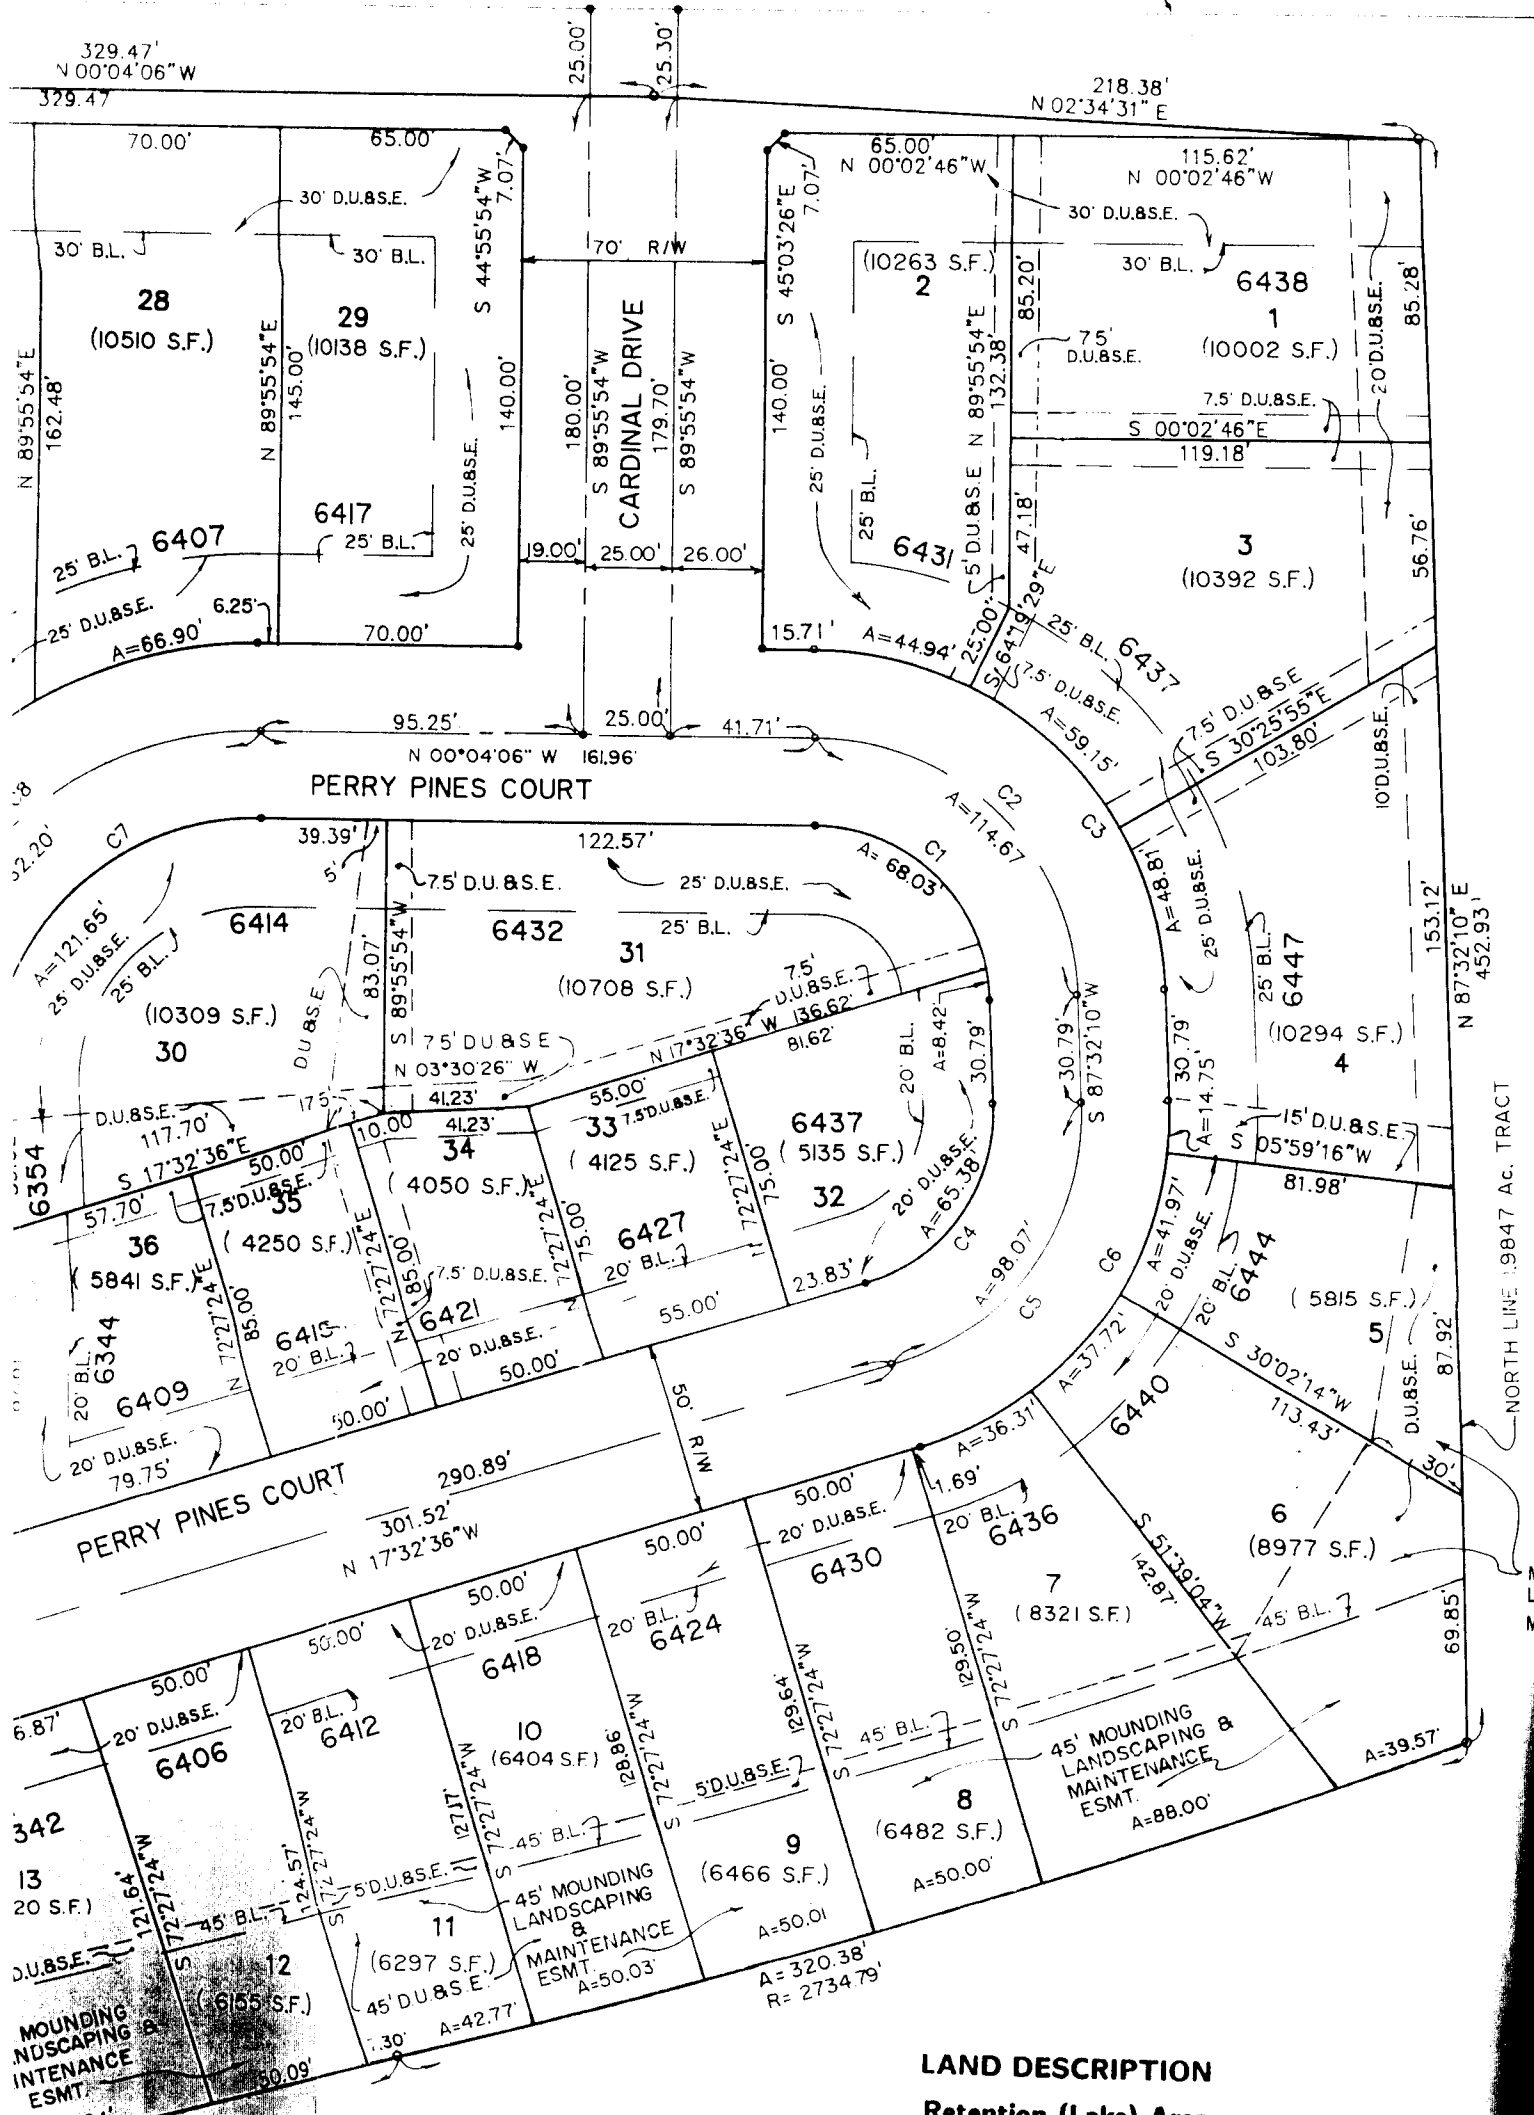 329.47'
N 00°04'06" W
329.47
25.00'
25.30'
218.38'
N 02°34'31" E
70.00'
65.00'
7.07'
S 44°55'54" W
30' D.U.&S.E.
30' B.L.
30' B.L.
28
(10510 S.F.)
29
(10138 S.F.)
N 89°55'54" E
162.48'
N 89°55'54" E
145.00'
140.00'
6407
6417
25' B.L.
25' B.L.
25' D.U.&S.E.
25' D.U.&S.E.
6.25'
A=66.90'
70.00'
70' R/W
CARDINAL DRIVE
180.00'
S 89°55'54" W
179.70'
S 89°55'54" W
19.00'
25.00'
26.00'
65.00'
N 00°02'46" W
7.07'
S 45°03'26" E
140.00'
(10263 S.F.)
2
25' D.U.&S.E.
25' B.L.
6431
5' D.U.&S.E
N 89°55'54" E
132.38'
85.20'
47.18'
115.62'
N 00°02'46" W
30' D.U.&S.E.
30' B.L.
6438
1
(10002 S.F.)
7.5'
D.U.&S.E.
7.5' D.U.&S.E.
20' D.U.&S.E.
85.28'
S 00°02'46" E
119.18'
3
(10392 S.F.)
56.76'
15.71'
A=44.94'
25.00'
S 64°19'29" E
25' B.L.
6437
7.5' D.U.&S.E.
A=59.15'
7.5' D.U.&S.E
S 30°25'55" E
103.80'
10' D.U.&S.E.
95.25'
25.00'
41.71'
N 00°04'06" W 161.96'
PERRY PINES COURT
C7
C2
A=114.67
C3
39.39'
5'
122.57'
C1
A= 68.03'
A=48.81'
25' D.U.&S.E.
7.5' D.U.&S.E.
25' D.U.&S.E.
6414
6432
25' B.L.
31
(10708 S.F.)
A=121.65'
25' D.U.&S.E.
25' B.L.
(10309 S.F.)
30
D.U.&S.E
83.07'
S 89°55'54" W
7.5' D.U.&S.E
N 03°30'26" W
41.23'
7.5'
D.U.&S.E.
N 17°32'36" W 136.62'
81.62'
20' B.L.
A=8.42'
30.79'
30.79'
S 87°32'10" W
30.79'
A=14.75'
25' B.L.
6447
(10294 S.F.)
4
153.12'
N 87°32'10" E
452.93'
15' D.U.&S.E.
S 05°59'16" W
81.98'
NORTH LINE 1.9847 Ac. TRACT
6354
D.U.&S.E.
117.70'
S 17°32'36" E
17.5'
10.00'
41.23'
34
(4050 S.F.)
55.00'
33
7.5' D.U.&S.E.
(4125 S.F.)
6437
(5135 S.F.)
32
N 72°27'24" E
75.00'
N 72°27'24" E
75.00'
20' D.U.&S.E.
A=65.38'
C4
57.70'
36
(5841 S.F.)
50.00'
7.5' D.U.&S.E.
35
(4250 S.F.)
N 72°27'24" E
85.00'
N 72°27'24" E
85.00'
6427
20' B.L.
23.83'
55.00'
7.5' D.U.&S.E.
6421
20' D.U.&S.E.
50.00'
20' B.L.
6344
6409
20' D.U.&S.E.
79.75'
6415
20' B.L.
50.00'
A=98.07'
C5
C6
A=41.97'
20' D.U.&S.E.
20' B.L.
6444
(5815 S.F.)
5
87.92'
D.U.&S.E.
A=37.72'
S 30°02'14" W
113.43'
30'
6440
50' R/W
PERRY PINES COURT
290.89'
301.52'
N 17°32'36" W
A=36.31'
1.69'
50.00'
20' D.U.&S.E.
20' B.L.
6436
7
(8321 S.F.)
S 51°39'04" W
142.87'
6
(8977 S.F.)
45' B.L.
69.85'
6430
50.00'
20' B.L.
6424
50.00'
20' D.U.&S.E.
6418
50.00'
20' B.L.
6412
50.00'
20' D.U.&S.E.
6406
6.87'
129.50'
S 72°27'24" W
129.64'
S 72°27'24" W
128.86'
S 72°27'24" W
127.17'
S 72°27'24" W
124.57'
S 72°27'24" W
121.64'
S 72°27'24" W
10
(6404 S.F.)
45' B.L.
5' D.U.&S.E.
45' B.L.
5' D.U.&S.E.
45' B.L.
D.U.&S.E.
45' MOUNDING
LANDSCAPING &
MAINTENANCE
ESMT.
A=39.57'
A=88.00'
8
(6482 S.F.)
A=50.00'
9
(6466 S.F.)
A=50.01
45' MOUNDING
LANDSCAPING
&
MAINTENANCE
ESMT.
A=50.03'
A= 320.38'
R= 2734.79'
11
(6297 S.F.)
45' D.U.&S.E.
A=42.77'
7.30'
12
(6155 S.F.)
50.09'
342
13
20 S.F.)
MOUNDING
NDSCAPING &
INTENANCE
ESMT.
LAND DESCRIPTION
Retention (Lake) Area